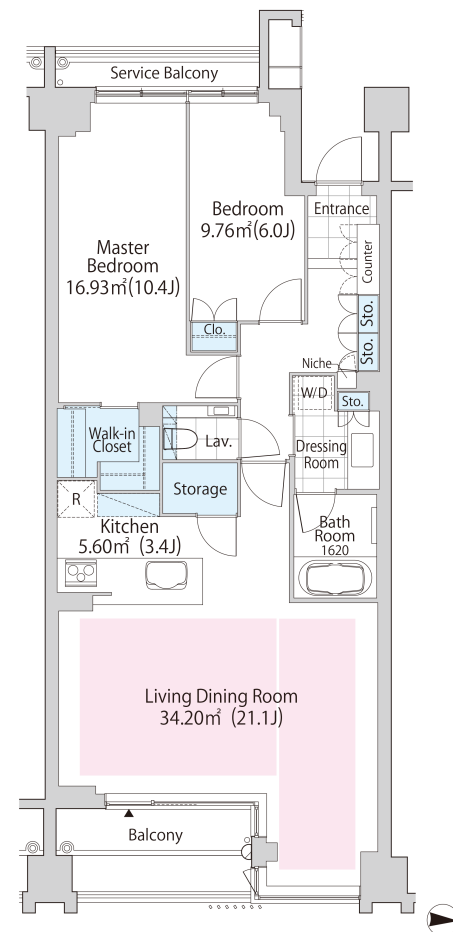 Service Balcony
Bedroom
9.76㎡(6.0J)
Entrance
Master
Bedroom
16.93㎡(10.4J)
Counter
Sto.
Clo.
Sto.
Niche
W/D
Sto.
Walk-in
Closet
Lav.
Dressing
Room
Storage
R
Kitchen
5.60㎡ (3.4J)
Bath
Room
1620
Living Dining Room
34.20㎡ (21.1J)
Balcony